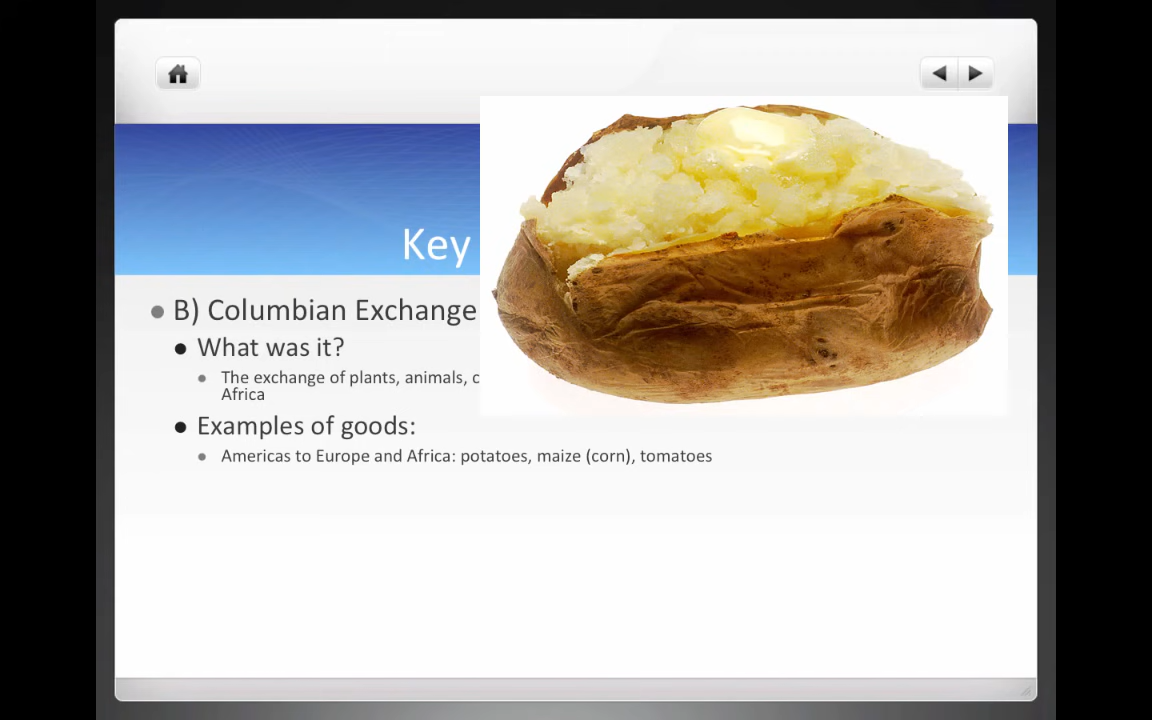 Key
B) Columbian Exchange
What was it?
The exchange of plants, animals, c
Africa
Examples of goods:
Americas to Europe and Africa: potatoes, maize (corn), tomatoes